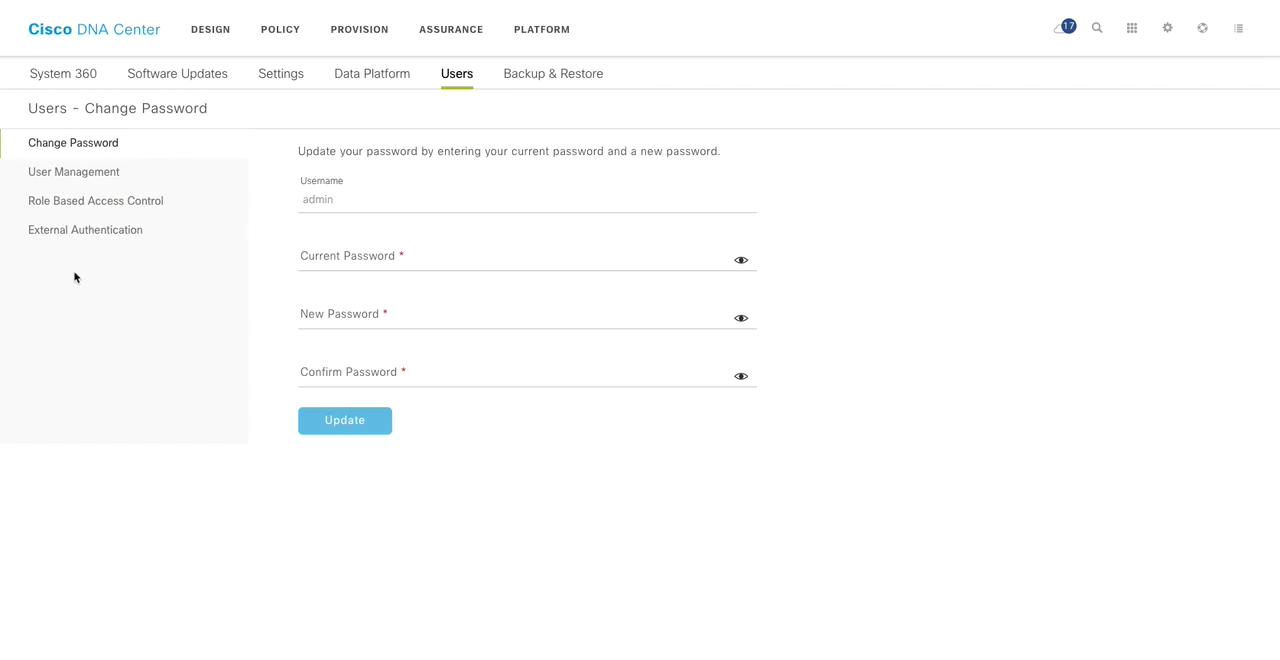 Cisco DNA Center DESIGN POLICY PROVISION ASSURANCE PLATFORM 17
System 360 Software Updates Settings Data Platform Users Backup & Restore
Users - Change Password
Change Password
User Management
Role Based Access Control
External Authentication
Update your password by entering your current password and a new password.
Username
admin
Current Password *
New Password *
Confirm Password *
Update